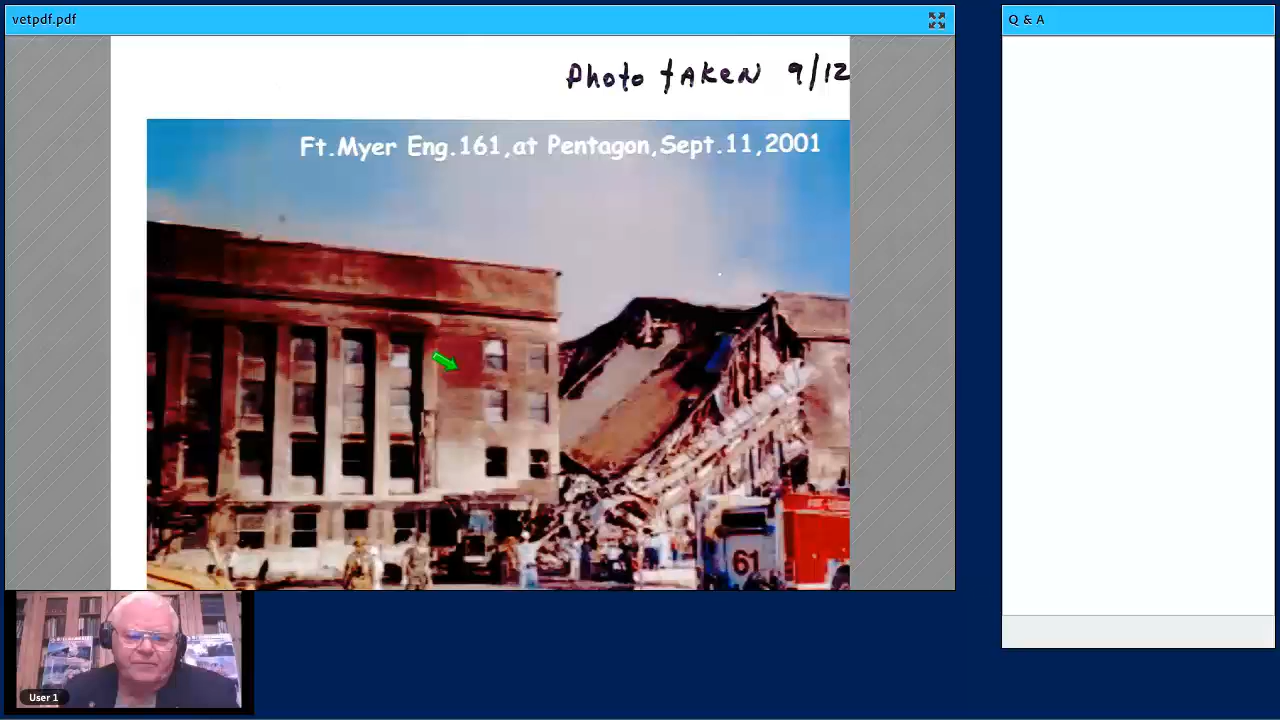 vetpdf.pdf
Q & A
Photo taken 9/12
Ft.Myer Eng.161,at Pentagon,Sept.11,2001
61
User 1